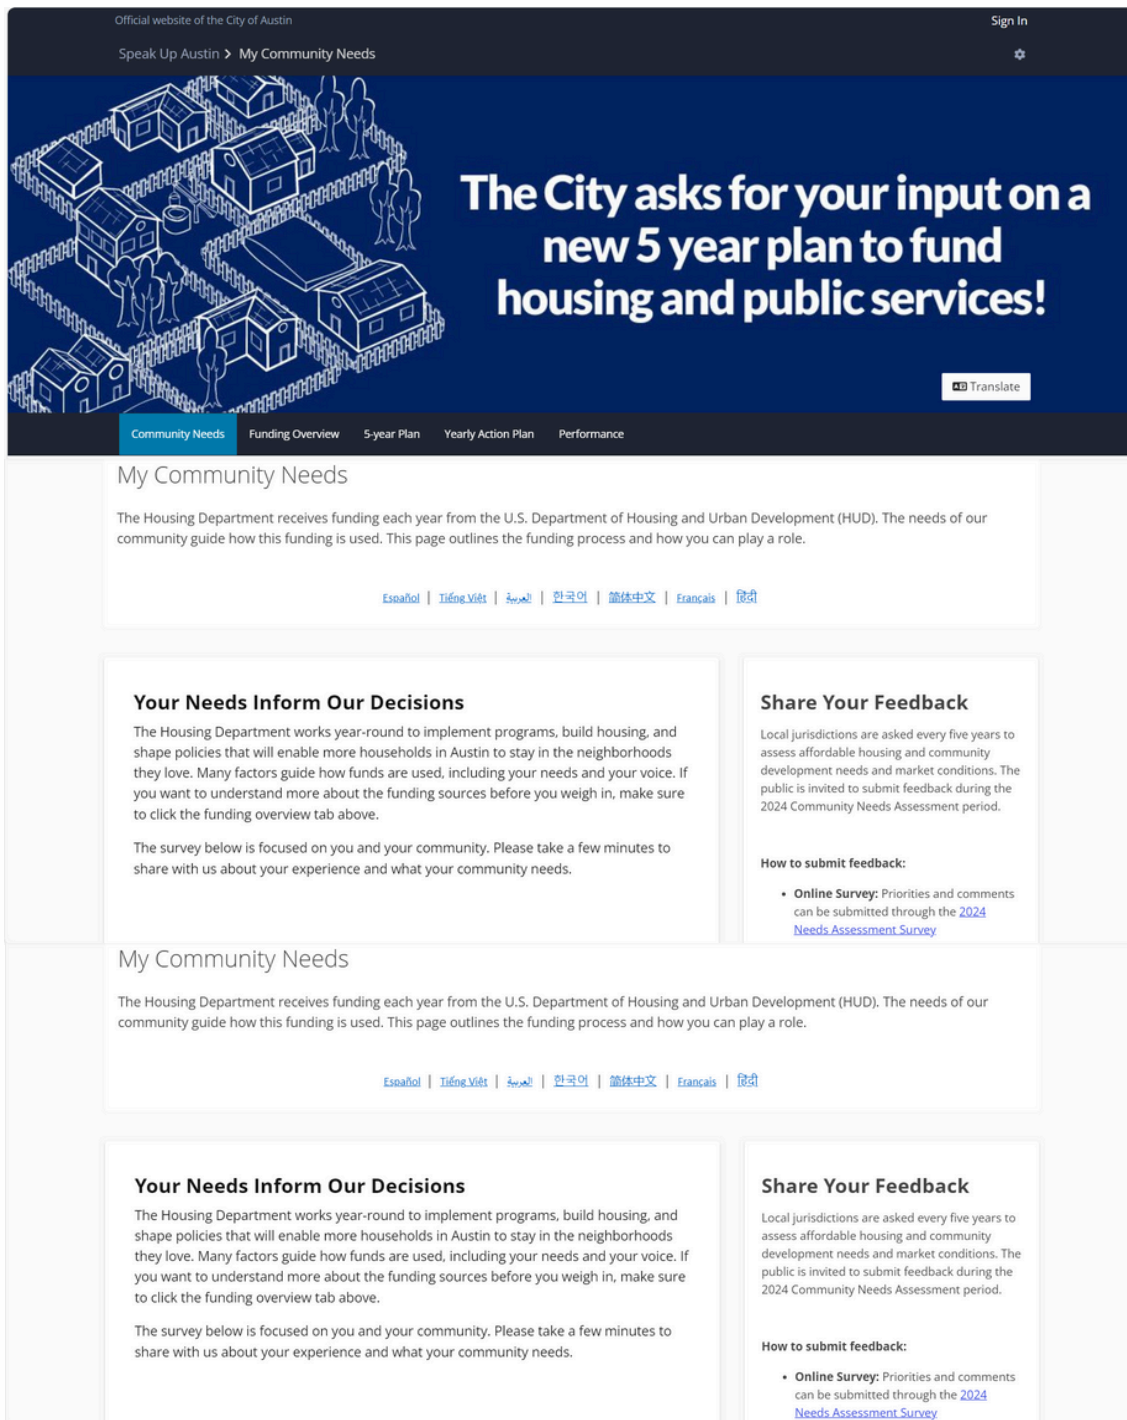 Official website of the City of Austin
Sign In
Speak Up Austin > My Community Needs
The City asks for your input on a
new 5 year plan to fund
housing and public services!
Translate
Community Needs
Funding Overview
5-year Plan
Yearly Action Plan
Performance
My Community Needs
The Housing Department receives funding each year from the U.S. Department of Housing and Urban Development (HUD). The needs of our
community guide how this funding is used. This page outlines the funding process and how you can play a role.
Español | Tiếng Việt | العربية | 한국어 | 简体中文 | Français | हिंदी
Your Needs Inform Our Decisions
The Housing Department works year-round to implement programs, build housing, and
shape policies that will enable more households in Austin to stay in the neighborhoods
they love. Many factors guide how funds are used, including your needs and your voice. If
you want to understand more about the funding sources before you weigh in, make sure
to click the funding overview tab above.
The survey below is focused on you and your community. Please take a few minutes to
share with us about your experience and what your community needs.
Share Your Feedback
Local jurisdictions are asked every five years to
assess affordable housing and community
development needs and market conditions. The
public is invited to submit feedback during the
2024 Community Needs Assessment period.
How to submit feedback:
• Online Survey: Priorities and comments
can be submitted through the 2024
Needs Assessment Survey
My Community Needs
The Housing Department receives funding each year from the U.S. Department of Housing and Urban Development (HUD). The needs of our
community guide how this funding is used. This page outlines the funding process and how you can play a role.
Español | Tiếng Việt | العربية | 한국어 | 简体中文 | Français | हिंदी
Your Needs Inform Our Decisions
The Housing Department works year-round to implement programs, build housing, and
shape policies that will enable more households in Austin to stay in the neighborhoods
they love. Many factors guide how funds are used, including your needs and your voice. If
you want to understand more about the funding sources before you weigh in, make sure
to click the funding overview tab above.
The survey below is focused on you and your community. Please take a few minutes to
share with us about your experience and what your community needs.
Share Your Feedback
Local jurisdictions are asked every five years to
assess affordable housing and community
development needs and market conditions. The
public is invited to submit feedback during the
2024 Community Needs Assessment period.
How to submit feedback:
• Online Survey: Priorities and comments
can be submitted through the 2024
Needs Assessment Survey